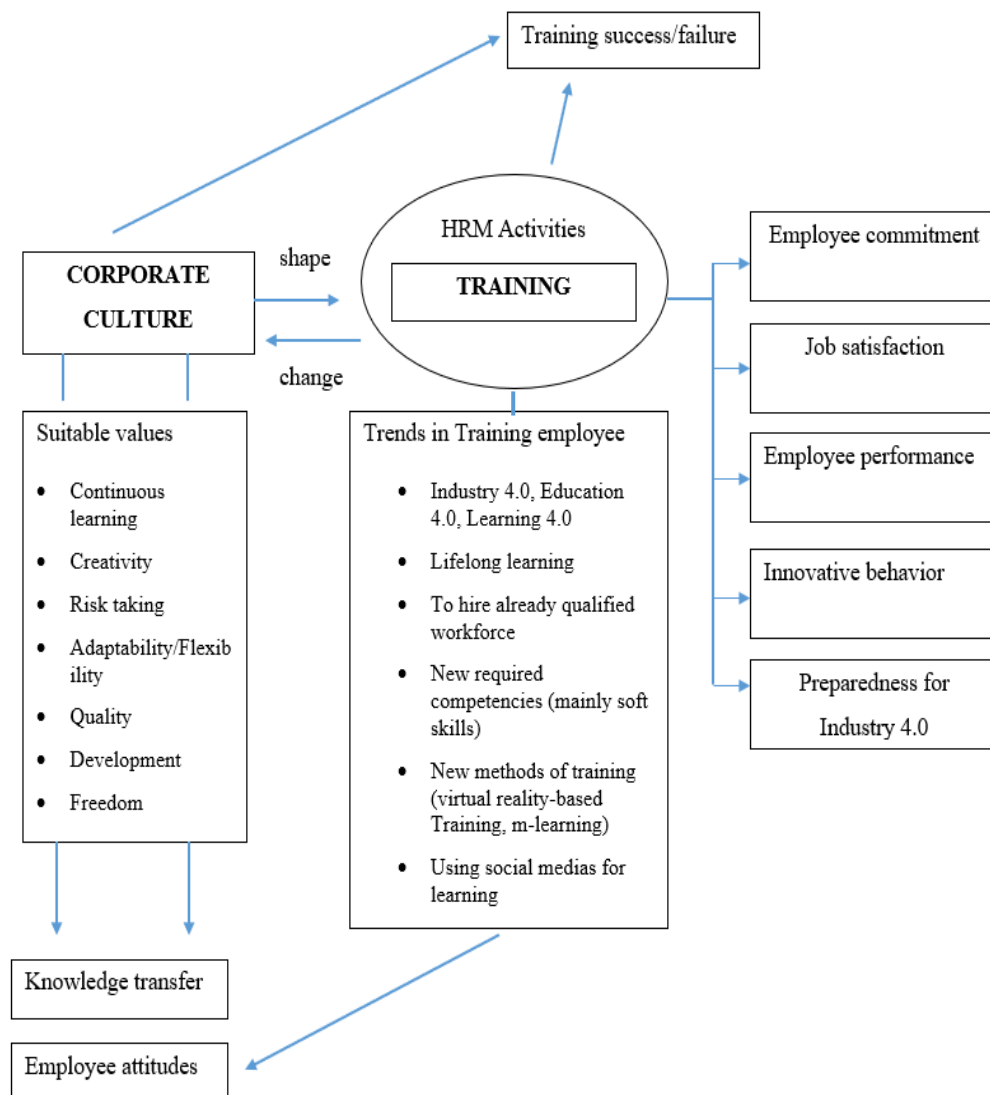 Training success/failure
HRM Activities
TRAINING
shape
change
CORPORATE
CULTURE
Employee commitment
Job satisfaction
Employee performance
Innovative behavior
Preparedness for
Industry 4.0
Suitable values
• Continuous
learning
• Creativity
• Risk taking
• Adaptability/Flexib
ility
• Quality
• Development
• Freedom
Trends in Training employee
• Industry 4.0, Education
4.0, Learning 4.0
• Lifelong learning
• To hire already qualified
workforce
• New required
competencies (mainly soft
skills)
• New methods of training
(virtual reality-based
Training, m-learning)
• Using social medias for
learning
Knowledge transfer
Employee attitudes